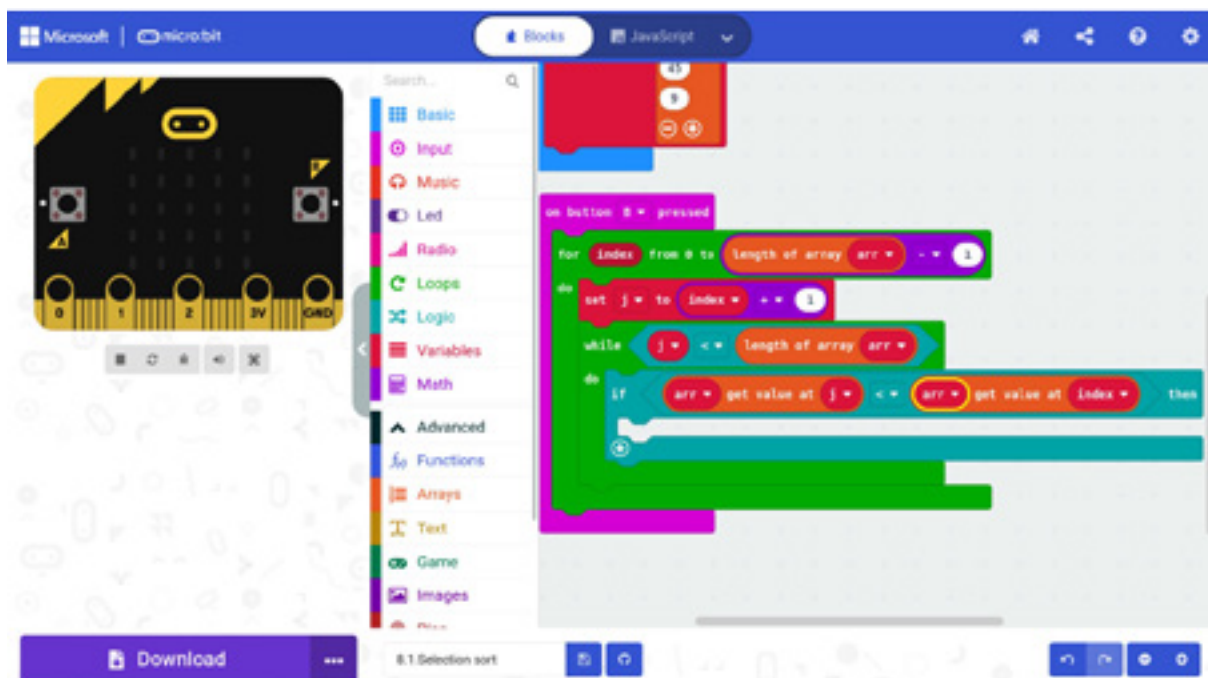 Microsoft | micro:bit
Blocks
JavaScript
Search...
Basic
Input
Music
Led
Radio
Loops
Logic
Variables
Math
Advanced
Functions
Arrays
Text
Game
Images
45
9
on button B pressed
for index from 0 to length of array arr - 1
do
set j to index + 1
while j < length of array arr
do
if arr get value at j < arr get value at index then
A
B
0 1 2 3V GND
Download
8.1.Selection sort